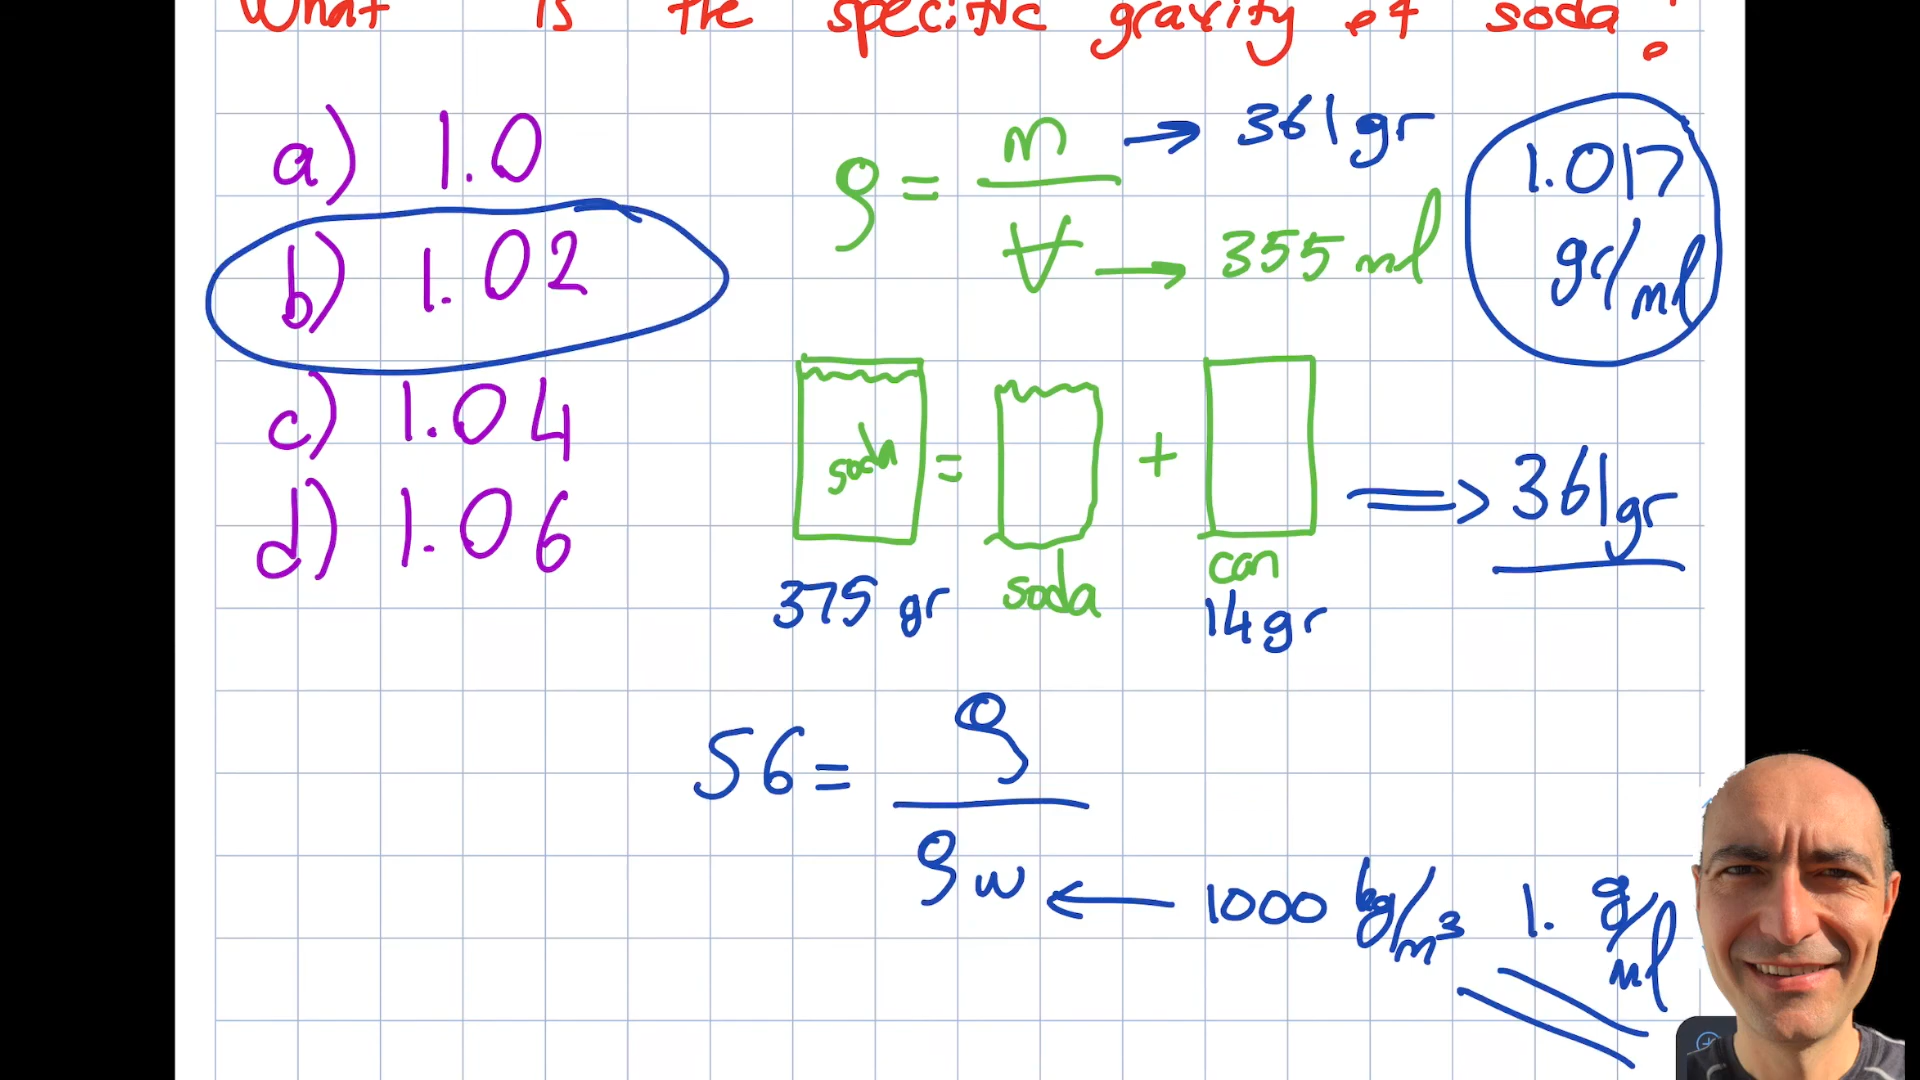 What is the specific gravity of soda?
a) 1.0
b) 1.02
c) 1.04
d) 1.06
ρ = m / V
→ 361 gr
→ 355 ml
1.017
gr/ml
soda
=
+
⇒ 361 gr
375 gr
soda
can
14 gr
SG = ρ / ρw
← 1000 kg/m³ 1. g/ml